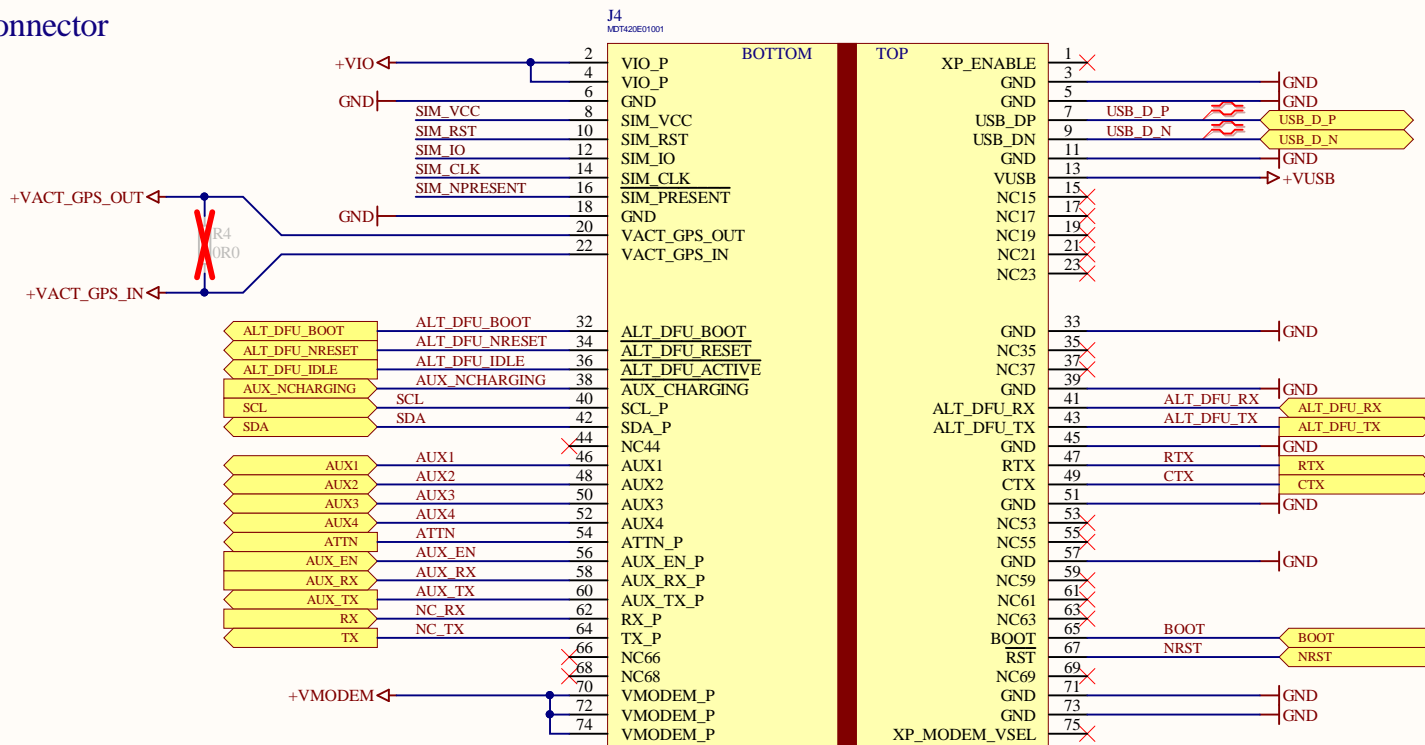 onnector
J4
MDT420E01001
BOTTOM TOP
+VIO 2 VIO_P XP_ENABLE 1
4 VIO_P GND 3 GND
GND 6 GND GND 5 GND
SIM_VCC 8 SIM_VCC USB_DP 7 USB_D_P USB_D_P
SIM_RST 10 SIM_RST USB_DN 9 USB_D_N USB_D_N
SIM_IO 12 SIM_IO GND 11 GND
SIM_CLK 14 SIM_CLK VUSB 13 +VUSB
SIM_NPRESENT 16 SIM_PRESENT NC15 15
+VACT_GPS_OUT
GND 18 GND NC17 17
20 VACT_GPS_OUT NC19 19
R4
0R0
22 VACT_GPS_IN NC21 21
NC23 23
+VACT_GPS_IN
ALT_DFU_BOOT ALT_DFU_BOOT 32 ALT_DFU_BOOT GND 33 GND
ALT_DFU_NRESET ALT_DFU_NRESET 34 ALT_DFU_RESET NC35 35
ALT_DFU_IDLE ALT_DFU_IDLE 36 ALT_DFU_ACTIVE NC37 37
AUX_NCHARGING AUX_NCHARGING 38 AUX_CHARGING GND 39 GND
SCL SCL 40 SCL_P ALT_DFU_RX 41 ALT_DFU_RX ALT_DFU_RX
SDA SDA 42 SDA_P ALT_DFU_TX 43 ALT_DFU_TX ALT_DFU_TX
44 NC44 GND 45 GND
AUX1 AUX1 46 AUX1 RTX 47 RTX RTX
AUX2 AUX2 48 AUX2 CTX 49 CTX CTX
AUX3 AUX3 50 AUX3 GND 51 GND
AUX4 AUX4 52 AUX4 NC53 53
ATTN ATTN 54 ATTN_P NC55 55
AUX_EN AUX_EN 56 AUX_EN_P GND 57 GND
AUX_RX AUX_RX 58 AUX_RX_P NC59 59
AUX_TX AUX_TX 60 AUX_TX_P NC61 61
RX NC_RX 62 RX_P NC63 63
TX NC_TX 64 TX_P BOOT 65 BOOT BOOT
66 NC66 RST 67 NRST NRST
68 NC68 NC69 69
+VMODEM 70 VMODEM_P GND 71 GND
72 VMODEM_P GND 73 GND
74 VMODEM_P XP_MODEM_VSEL 75